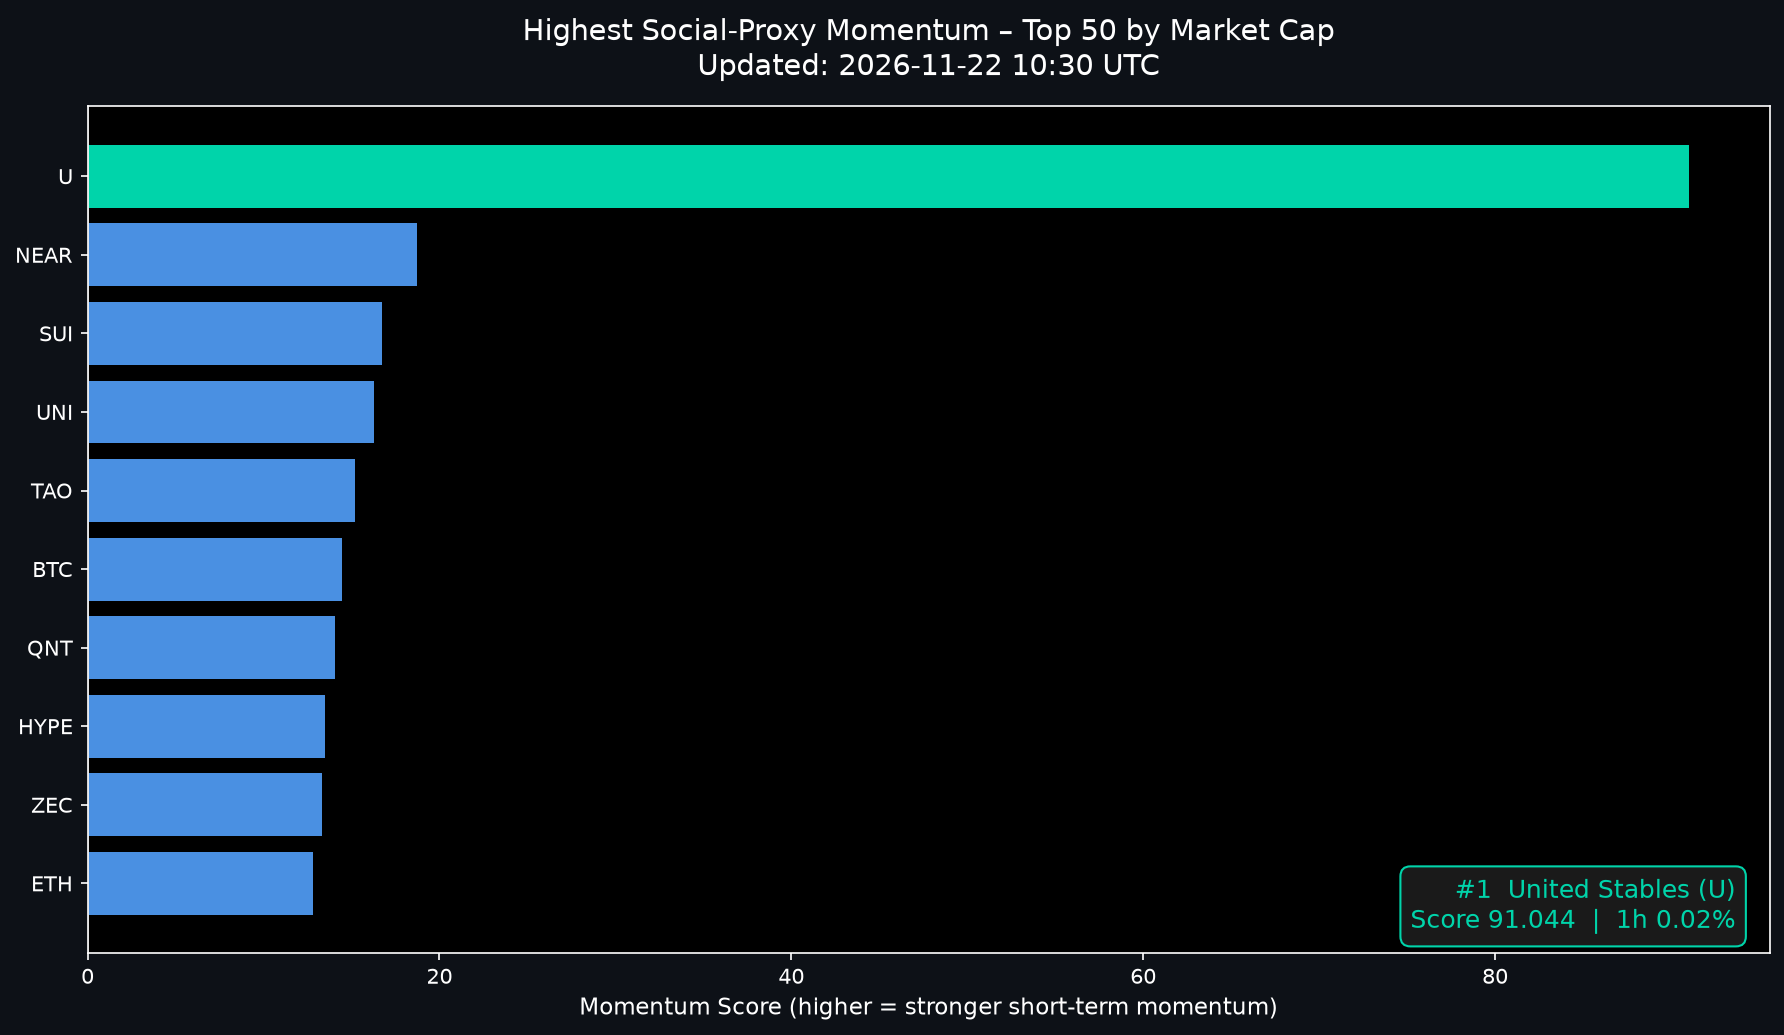 Highest Social-Proxy Momentum – Top 50 by Market Cap
Updated: 2026-11-22 10:30 UTC
U
NEAR
SUI
UNI
TAO
BTC
QNT
HYPE
ZEC
ETH
#1 United Stables (U)
Score 91.044 | 1h 0.02%
0 20 40 60 80
Momentum Score (higher = stronger short-term momentum)